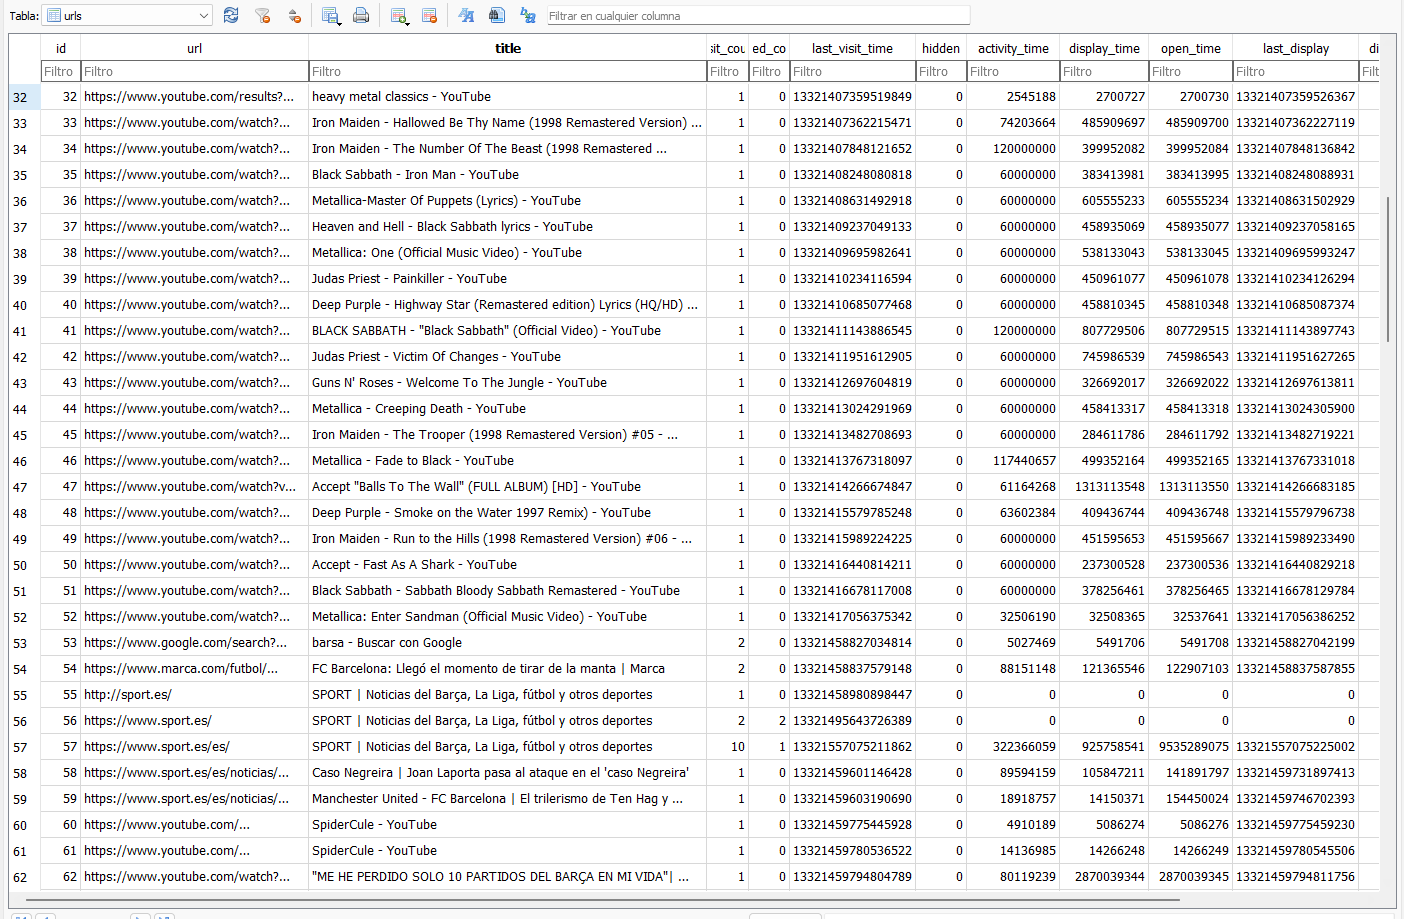 Tabla: urls Filtrar en cualquier columna
id url title sit_cou ed_co last_visit_time hidden activity_time display_time open_time last_display di
Filtro Filtro Filtro Filtro Filtro Filtro Filtro Filtro Filtro Filtro Filtro Filt
32 32 https://www.youtube.com/results?... heavy metal classics - YouTube 1 0 13321407359519849 0 2545188 2700727 2700730 13321407359526367
33 33 https://www.youtube.com/watch?... Iron Maiden - Hallowed Be Thy Name (1998 Remastered Version) ... 1 0 13321407362215471 0 74203664 485909697 485909700 13321407362227119
34 34 https://www.youtube.com/watch?... Iron Maiden - The Number Of The Beast (1998 Remastered ... 1 0 13321407848121652 0 120000000 399952082 399952084 13321407848136842
35 35 https://www.youtube.com/watch?... Black Sabbath - Iron Man - YouTube 1 0 13321408248080818 0 60000000 383413981 383413995 13321408248088931
36 36 https://www.youtube.com/watch?... Metallica-Master Of Puppets (Lyrics) - YouTube 1 0 13321408631492918 0 60000000 605555233 605555234 13321408631502929
37 37 https://www.youtube.com/watch?... Heaven and Hell - Black Sabbath lyrics - YouTube 1 0 13321409237049133 0 60000000 458935069 458935077 13321409237058165
38 38 https://www.youtube.com/watch?... Metallica: One (Official Music Video) - YouTube 1 0 13321409695982641 0 60000000 538133043 538133045 13321409695993247
39 39 https://www.youtube.com/watch?... Judas Priest - Painkiller - YouTube 1 0 13321410234116594 0 60000000 450961077 450961078 13321410234126294
40 40 https://www.youtube.com/watch?... Deep Purple - Highway Star (Remastered edition) Lyrics (HQ/HD) ... 1 0 13321410685077468 0 60000000 458810345 458810348 13321410685087374
41 41 https://www.youtube.com/watch?... BLACK SABBATH - "Black Sabbath" (Official Video) - YouTube 1 0 13321411143886545 0 120000000 807729506 807729515 13321411143897743
42 42 https://www.youtube.com/watch?... Judas Priest - Victim Of Changes - YouTube 1 0 13321411951612905 0 60000000 745986539 745986543 13321411951627265
43 43 https://www.youtube.com/watch?... Guns N' Roses - Welcome To The Jungle - YouTube 1 0 13321412697604819 0 60000000 326692017 326692022 13321412697613811
44 44 https://www.youtube.com/watch?... Metallica - Creeping Death - YouTube 1 0 13321413024291969 0 60000000 458413317 458413318 13321413024305900
45 45 https://www.youtube.com/watch?... Iron Maiden - The Trooper (1998 Remastered Version) #05 - ... 1 0 13321413482708693 0 60000000 284611786 284611792 13321413482719221
46 46 https://www.youtube.com/watch?... Metallica - Fade to Black - YouTube 1 0 13321413767318097 0 117440657 499352164 499352165 13321413767331018
47 47 https://www.youtube.com/watch?v... Accept "Balls To The Wall" (FULL ALBUM) [HD] - YouTube 1 0 13321414266674847 0 61164268 1313113548 1313113550 13321414266683185
48 48 https://www.youtube.com/watch?... Deep Purple - Smoke on the Water 1997 Remix) - YouTube 1 0 13321415579785248 0 63602384 409436744 409436748 13321415579796738
49 49 https://www.youtube.com/watch?... Iron Maiden - Run to the Hills (1998 Remastered Version) #06 - ... 1 0 13321415989224225 0 60000000 451595653 451595667 13321415989233490
50 50 https://www.youtube.com/watch?... Accept - Fast As A Shark - YouTube 1 0 13321416440814211 0 60000000 237300528 237300536 13321416440829218
51 51 https://www.youtube.com/watch?... Black Sabbath - Sabbath Bloody Sabbath Remastered - YouTube 1 0 13321416678117008 0 60000000 378256461 378256465 13321416678129784
52 52 https://www.youtube.com/watch?... Metallica: Enter Sandman (Official Music Video) - YouTube 1 0 13321417056375342 0 32506190 32508365 32537641 13321417056386252
53 53 https://www.google.com/search?... barsa - Buscar con Google 2 0 13321458827034814 0 5027469 5491706 5491708 13321458827042199
54 54 https://www.marca.com/futbol/... FC Barcelona: Llegó el momento de tirar de la manta | Marca 2 0 13321458837579148 0 88151148 121365546 122907103 13321458837587855
55 55 http://sport.es/ SPORT | Noticias del Barça, La Liga, fútbol y otros deportes 1 0 13321458980898447 0 0 0 0 0
56 56 https://www.sport.es/ SPORT | Noticias del Barça, La Liga, fútbol y otros deportes 2 2 13321495643726389 0 0 0 0 0
57 57 https://www.sport.es/es/ SPORT | Noticias del Barça, La Liga, fútbol y otros deportes 10 1 13321557075211862 0 322366059 925758541 9535289075 13321557075225002
58 58 https://www.sport.es/es/noticias/... Caso Negreira | Joan Laporta pasa al ataque en el 'caso Negreira' 1 0 13321459601146428 0 89594159 105847211 141891797 13321459731897413
59 59 https://www.sport.es/es/noticias/... Manchester United - FC Barcelona | El trilerismo de Ten Hag y ... 1 0 13321459603190690 0 18918757 14150371 154450024 13321459746702393
60 60 https://www.youtube.com/... SpiderCule - YouTube 1 0 13321459775445928 0 4910189 5086274 5086276 13321459775459230
61 61 https://www.youtube.com/... SpiderCule - YouTube 1 0 13321459780536522 0 14136985 14266248 14266249 13321459780545506
62 62 https://www.youtube.com/watch?... "ME HE PERDIDO SOLO 10 PARTIDOS DEL BARÇA EN MI VIDA"| ... 1 0 13321459794804789 0 80119239 2870039344 2870039345 13321459794811756